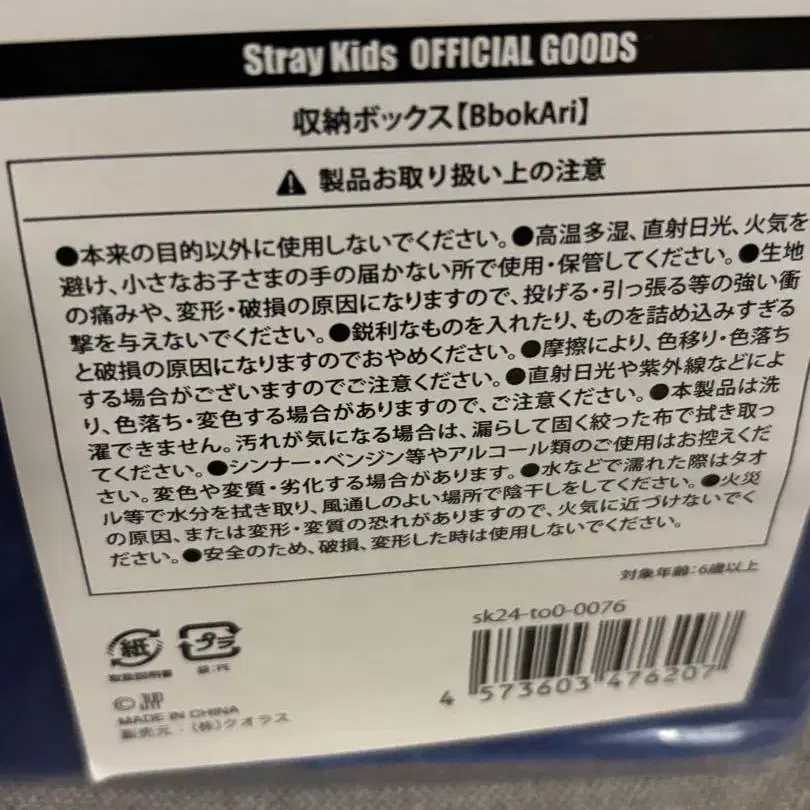 Stray Kids OFFICIAL GOODS
収納ボックス【BbokAri】
製品お取り扱い上の注意
●本来の目的以外に使用しないでください。●高温多湿、直射日光、火気を
避け、小さなお子さまの手の届かない所で使用・保管してください。●生地
の痛みや、変形・破損の原因になりますので、投げる・引っ張る等の強い衝
撃を与えないでください。●鋭利なものを入れたり、ものを詰め込みすぎる
と破損の原因になりますのでおやめください。●摩擦により、色移り・色落ち
する場合がございますのでご注意ください。●直射日光や紫外線などによ
り、色落ち・変色する場合がありますので、ご注意ください。●本製品は洗
濯できません。汚れが気になる場合は、濡らして固く絞った布で拭き取っ
てください。●シンナー・ベンジン等やアルコール類のご使用はお控えくだ
さい。変色や変質・劣化する場合があります。●水などで濡れた際はタオ
ル等で水分を拭き取り、風通しのよい場所で陰干しをしてください。●火災
の原因、または変形・変質の恐れがありますので、火気に近づけないでく
ださい。●安全のため、破損、変形した時は使用しないでください。
対象年齢:6歳以上
sk24-to0-0076
紙
プラ
取扱説明書
袋:PE
4 573603 476207
© JYP
MADE IN CHINA
販売元:(株)クオラス